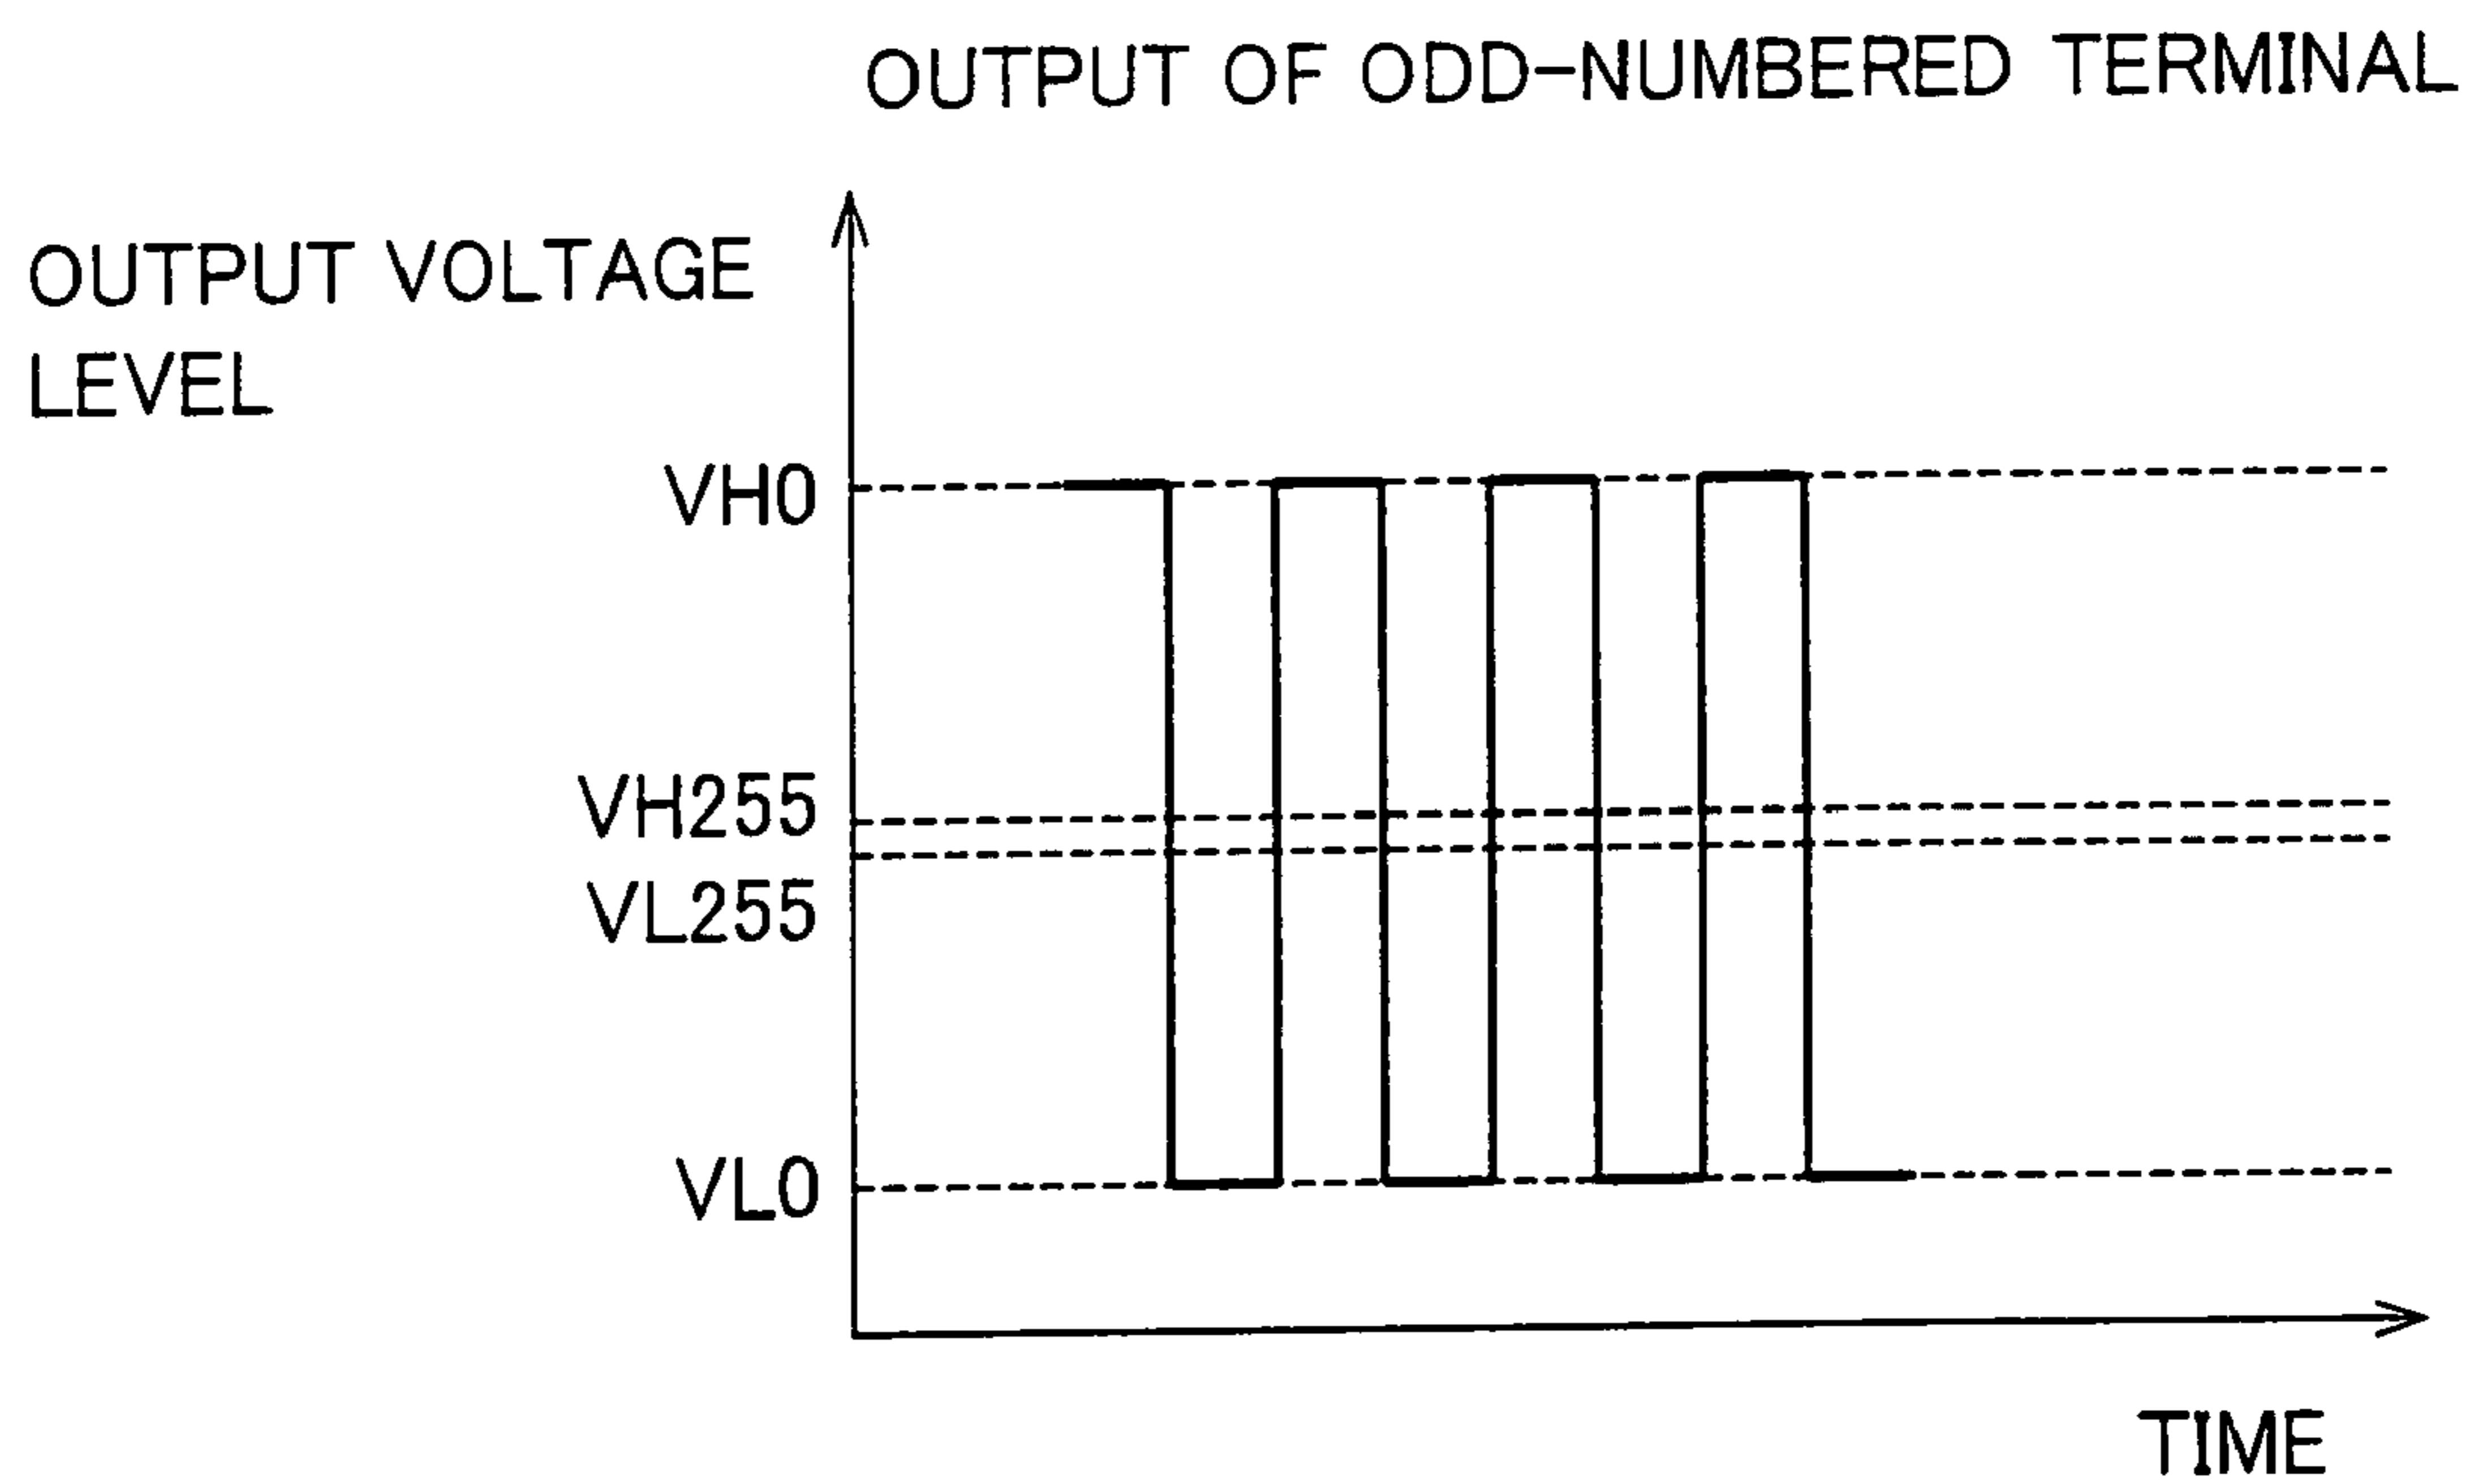 OUTPUT OF ODD-NUMBERED TERMINAL
OUTPUT VOLTAGE
LEVEL
VH0
VH255
VL255
VL0
TIME